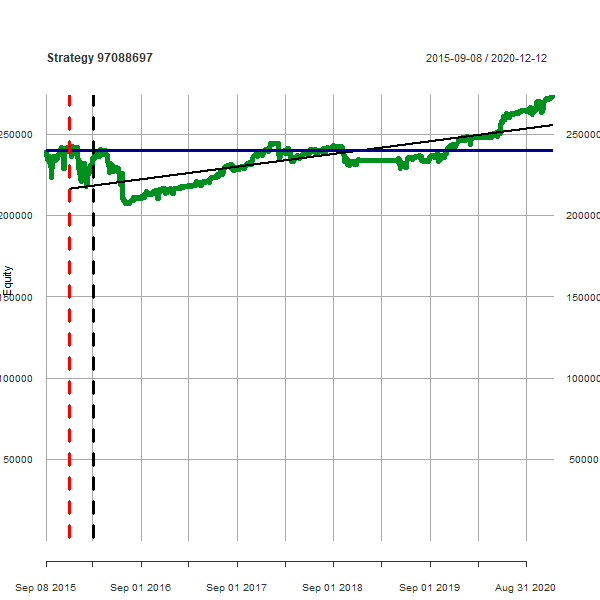 Strategy 97088697
2015-09-08 / 2020-12-12
250000
250000
200000
200000
Equity
150000
150000
100000
100000
50000
50000
Sep 08 2015
Sep 01 2016
Sep 01 2017
Sep 01 2018
Sep 01 2019
Aug 31 2020